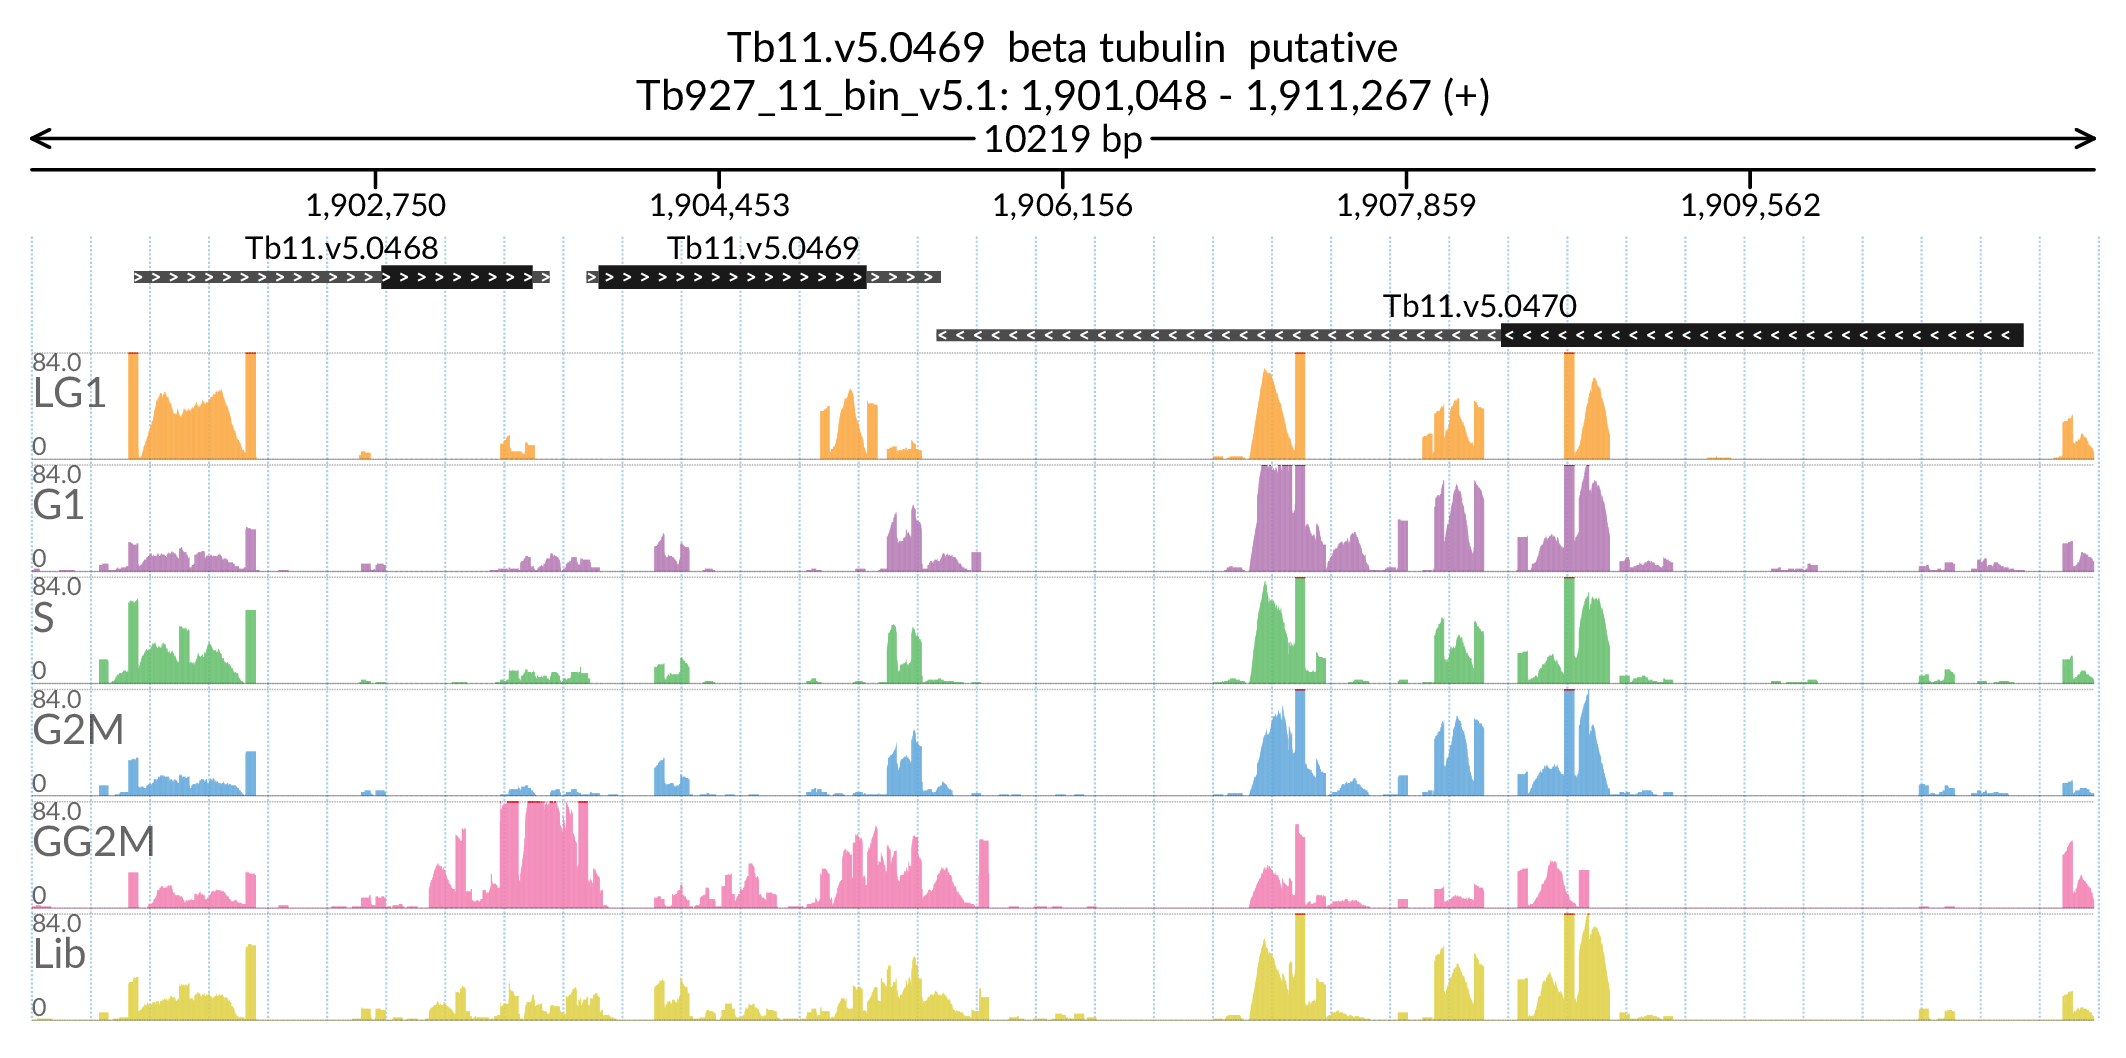 Tb11.v5.0469  beta tubulin  putative
Tb927_11_bin_v5.1: 1,901,048 - 1,911,267 (+)
10219 bp
1,902,750 1,904,453 1,906,156 1,907,859 1,909,562
Tb11.v5.0468 Tb11.v5.0469
Tb11.v5.0470
84.0
LG1
0
84.0
G1
0
84.0
S
0
84.0
G2M
0
84.0
GG2M
0
84.0
Lib
0